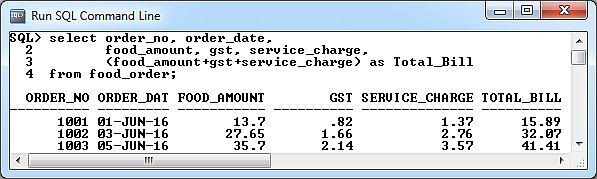 Run SQL Command Line
SQL> select order_no, order_date,
  2         food_amount, gst, service_charge,
  3         (food_amount+gst+service_charge) as Total_Bill
  4  from food_order;
ORDER_NO ORDER_DAT FOOD_AMOUNT GST SERVICE_CHARGE TOTAL_BILL
1001 01-JUN-16 13.7 .82 1.37 15.89
1002 03-JUN-16 27.65 1.66 2.76 32.07
1003 05-JUN-16 35.7 2.14 3.57 41.41